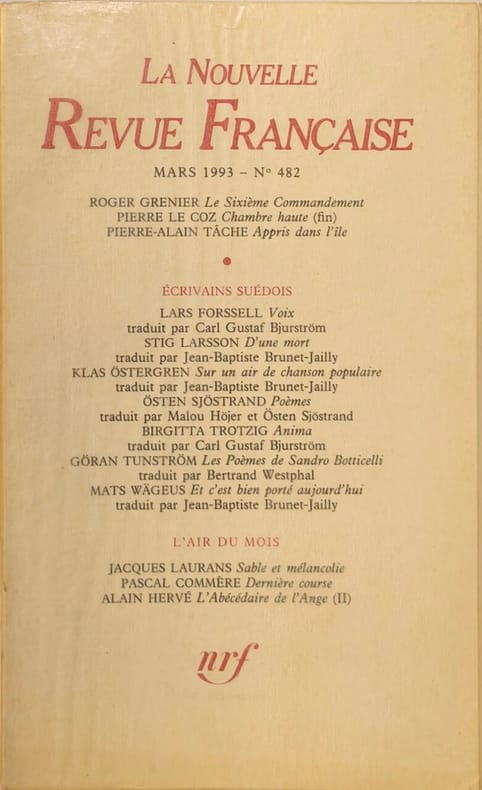 LA NOUVELLE
REVUE FRANÇAISE
MARS 1993 – Nº 482
ROGER GRENIER Le Sixième Commandement
PIERRE LE COZ Chambre haute (fin)
PIERRE-ALAIN TÂCHE Appris dans l'île
ÉCRIVAINS SUÉDOIS
LARS FORSSELL Voix
traduit par Carl Gustaf Bjurström
STIG LARSSON D'une mort
traduit par Jean-Baptiste Brunet-Jailly
KLAS ÖSTERGREN Sur un air de chanson populaire
traduit par Jean-Baptiste Brunet-Jailly
ÖSTEN SJÖSTRAND Poèmes
traduit par Malou Höjer et Östen Sjöstrand
BIRGITTA TROTZIG Anima
traduit par Carl Gustaf Bjurström
GÖRAN TUNSTRÖM Les Poèmes de Sandro Botticelli
traduit par Bertrand Westphal
MATS WÄGEUS Et c'est bien porté aujourd'hui
traduit par Jean-Baptiste Brunet-Jailly
L'AIR DU MOIS
JACQUES LAURANS Sable et mélancolie
PASCAL COMMÈRE Dernière course
ALAIN HERVÉ L'Abécédaire de l'Ange (II)
nrf